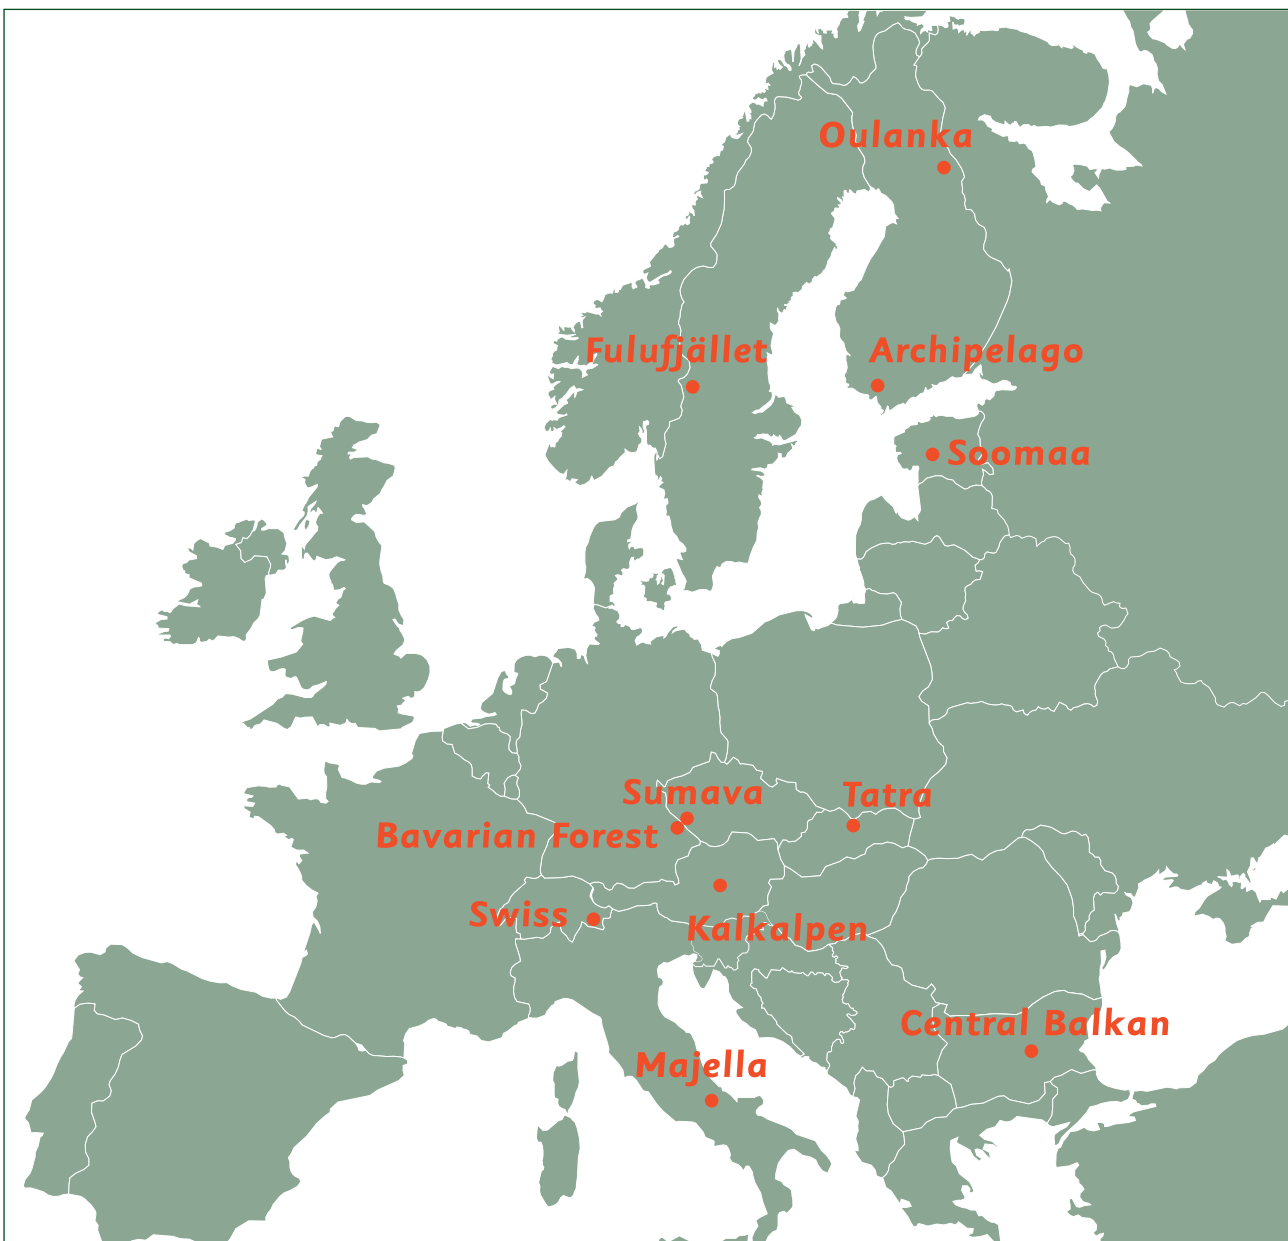 Oulanka
Fulufjället
Archipelago
Soomaa
Sumava
Tatra
Bavarian Forest
Swiss
Kalkalpen
Central Balkan
Majella